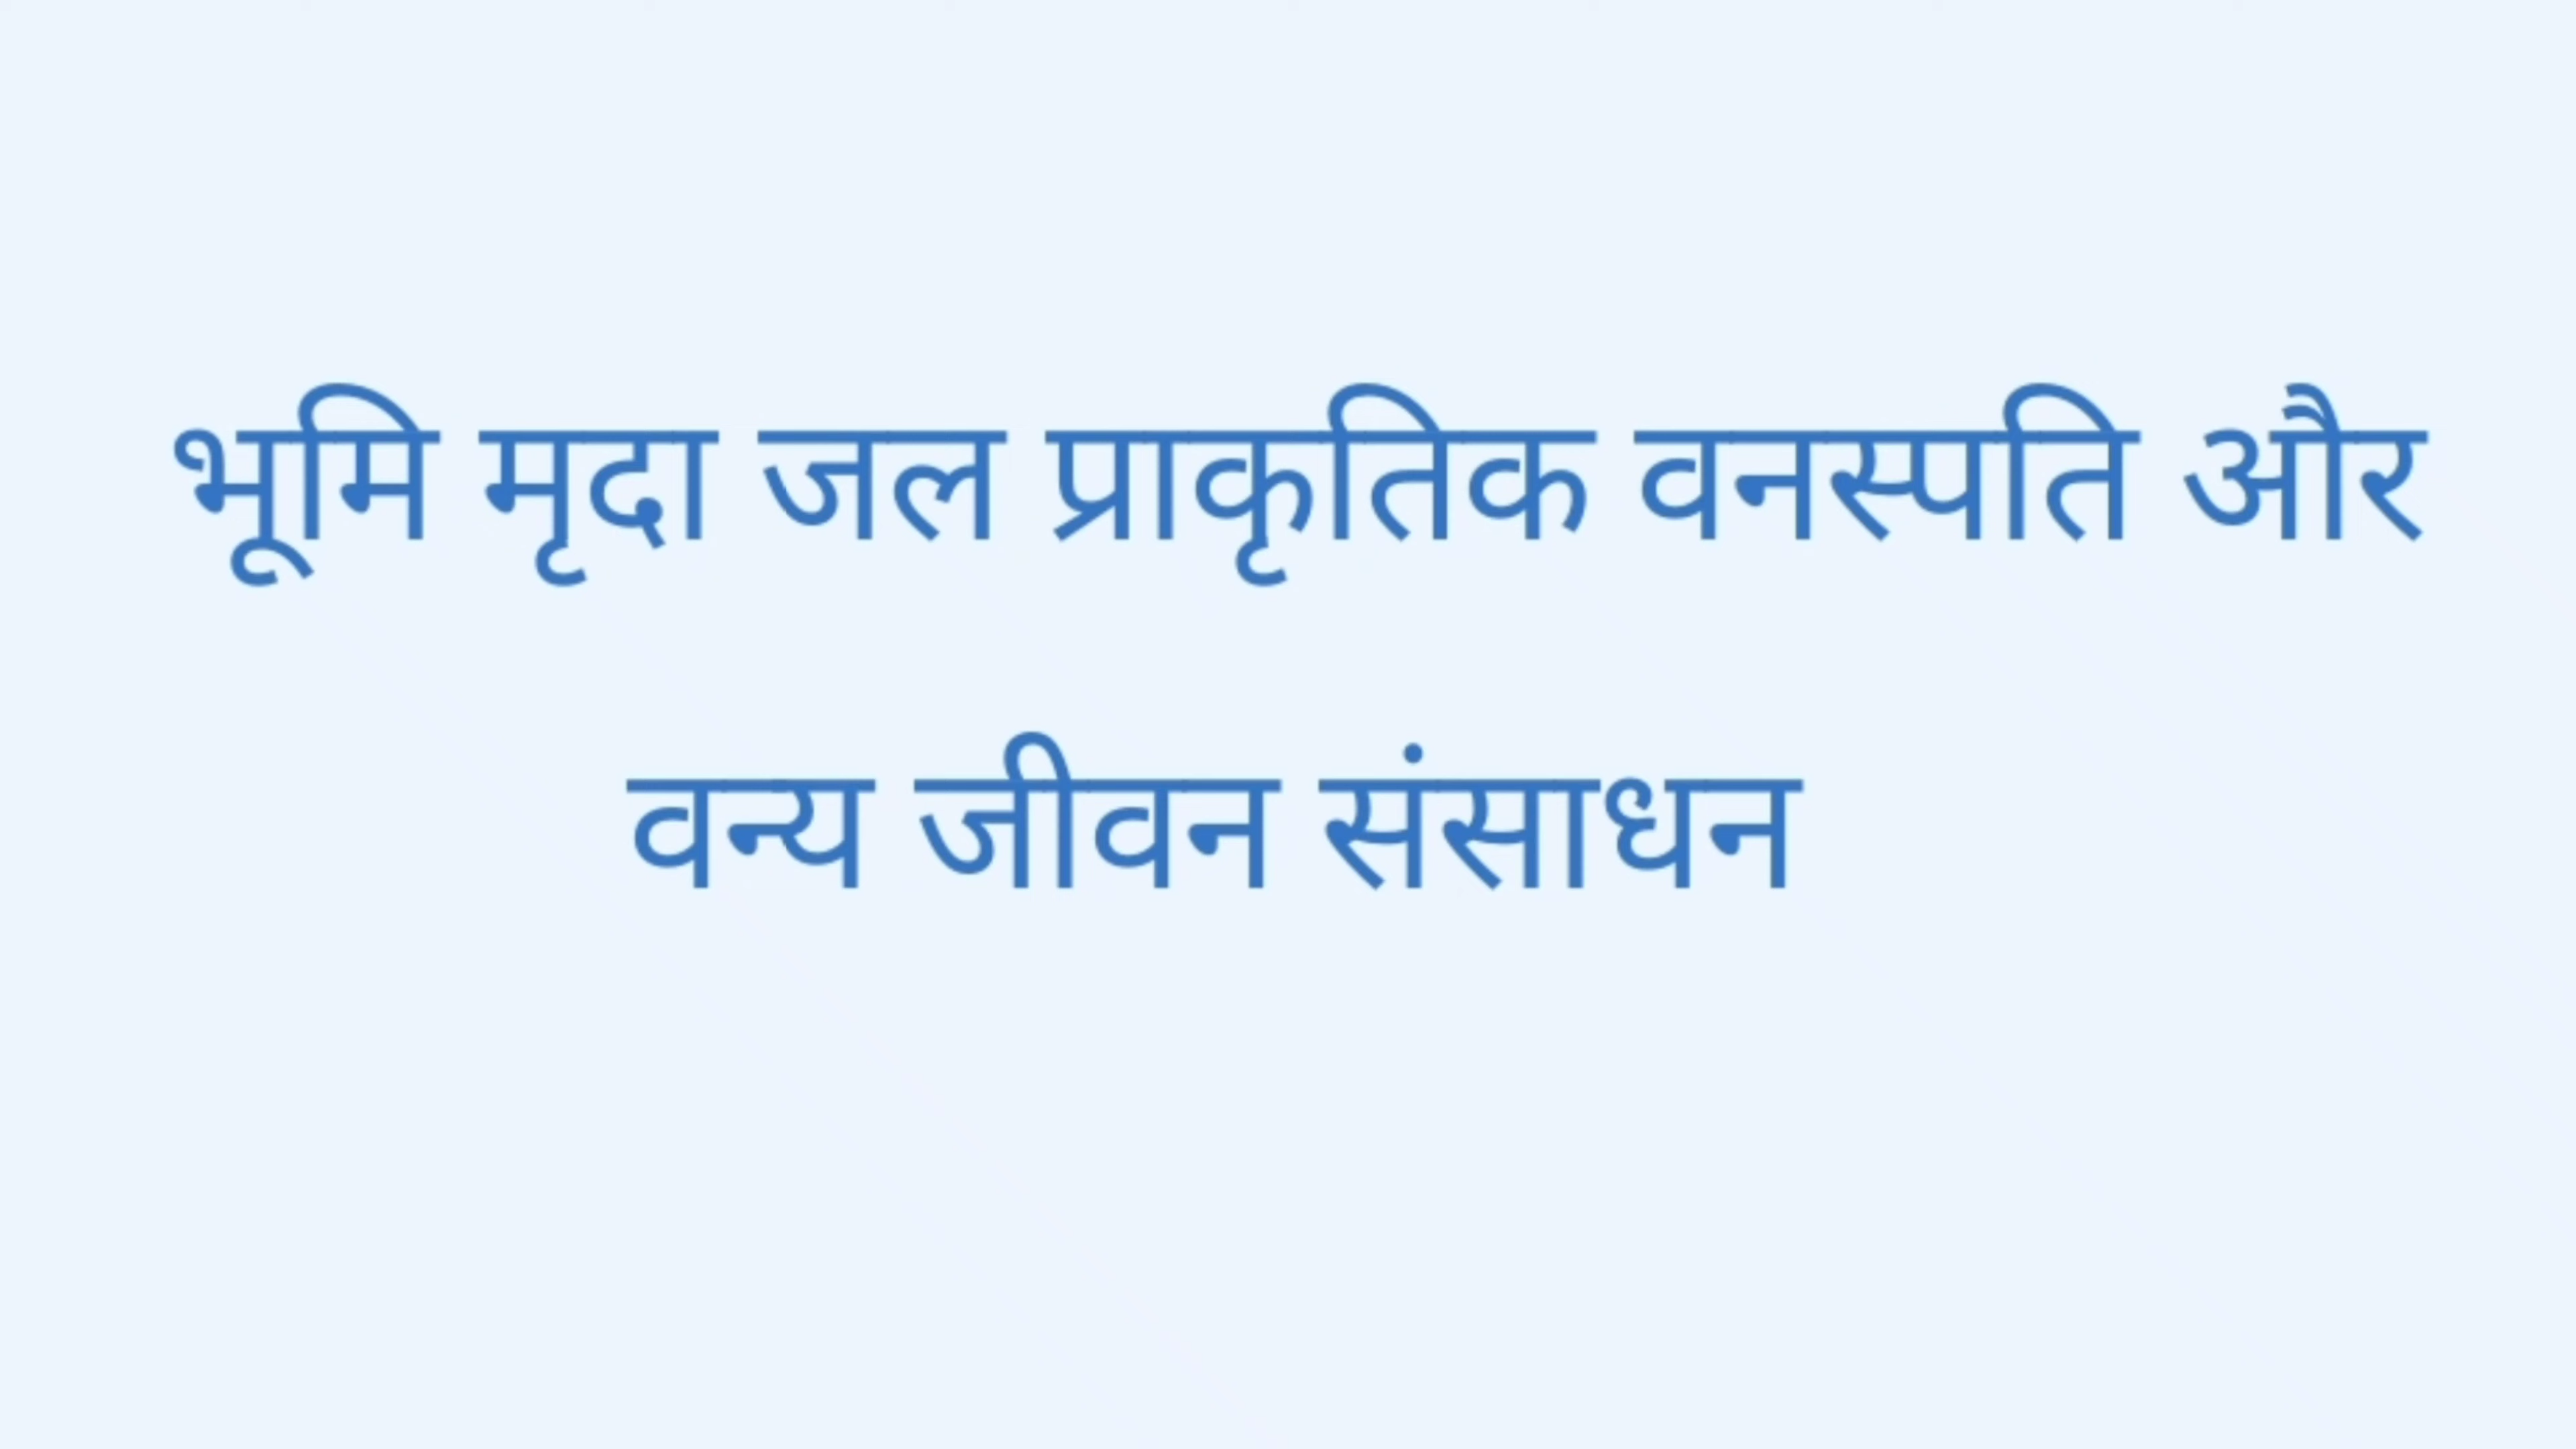 भूमि मृदा जल प्राकृतिक वनस्पति और
वन्य जीवन संसाधन